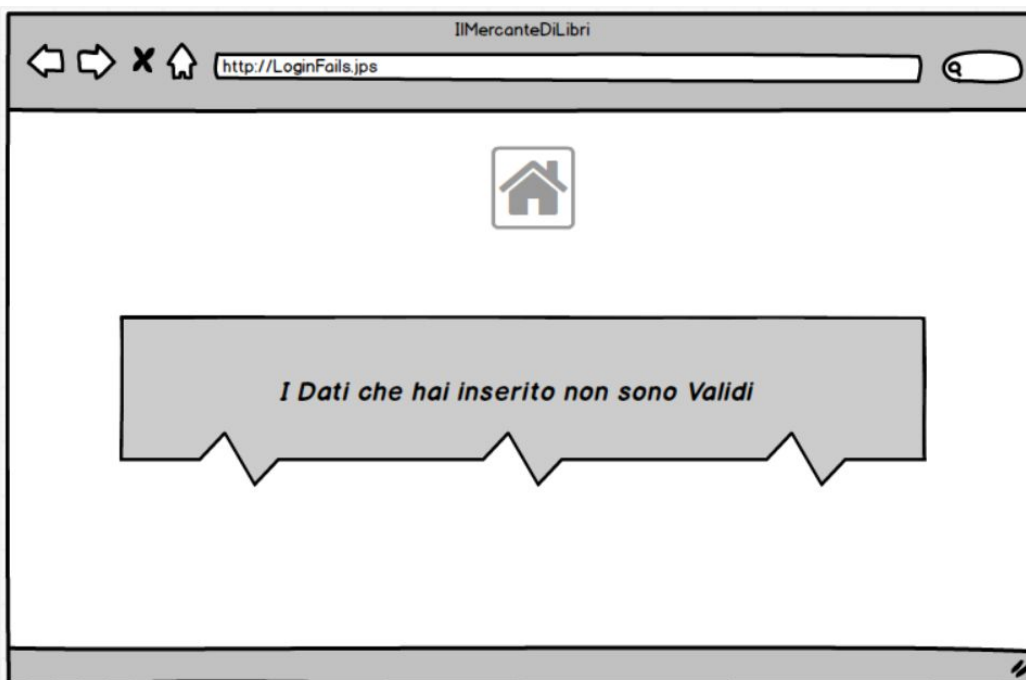 IlMercanteDiLibri
http://LoginFails.jps
I Dati che hai inserito non sono Validi